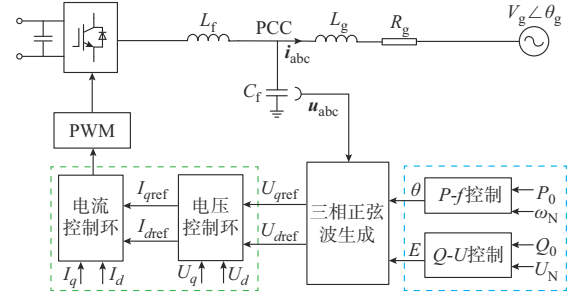 L_f
PCC
L_g
R_g
V_g∠θ_g
i_abc
C_f
u_abc
PWM
电流
控制环
I_qref
I_dref
电压
控制环
U_qref
U_dref
三相正弦
波生成
θ
E
P-f控制
P_0
ω_N
Q-U控制
Q_0
U_N
I_q
I_d
U_q
U_d